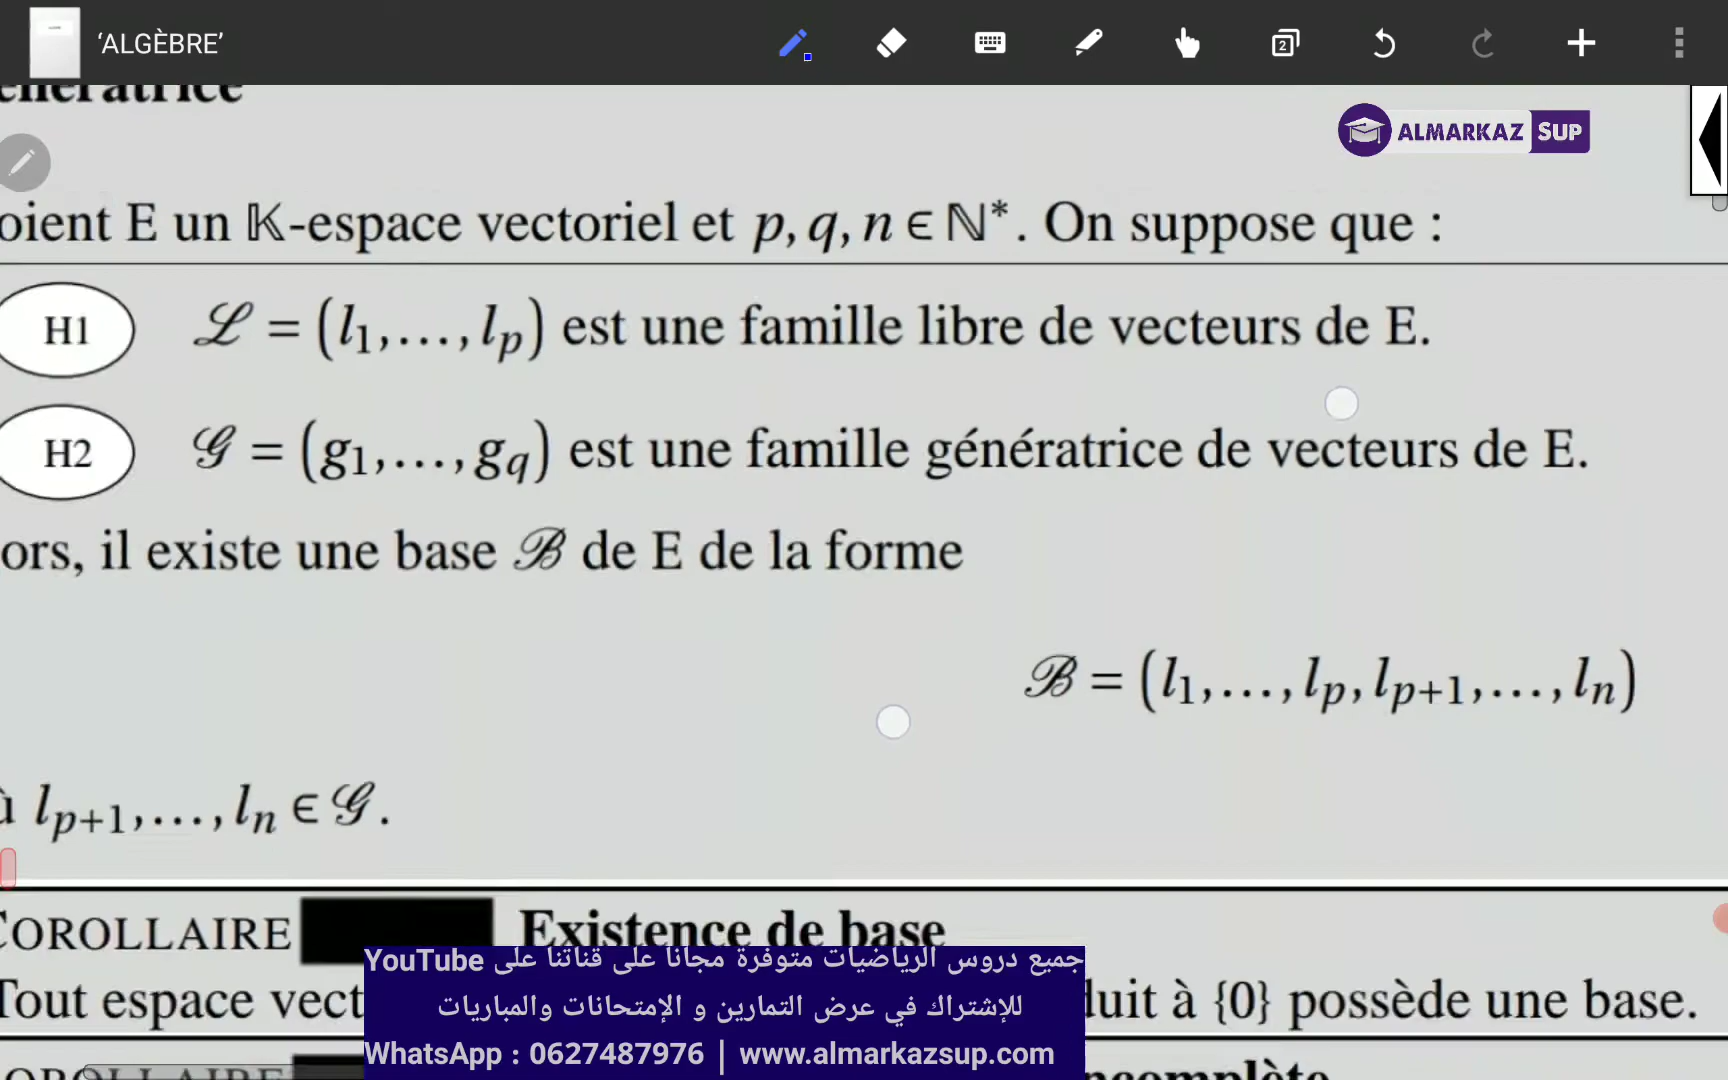 ‘ALGÈBRE’
2
énératrice
ALMARKAZ SUP
oient E un 𝕂-espace vectoriel et p, q, n ∈ ℕ*. On suppose que :
H1 ℒ = (l₁,...,lₚ) est une famille libre de vecteurs de E.
H2 𝒢 = (g₁,...,g_q) est une famille génératrice de vecteurs de E.
ors, il existe une base ℬ de E de la forme
ℬ = (l₁,...,lₚ,lₚ₊₁,...,lₙ)
ù lₚ₊₁,...,lₙ ∈ 𝒢.
COROLLAIRE Existence de base
Tout espace vect duit à {0} possède une base.
جميع دروس الرياضيات متوفرة مجانا على قناتنا على YouTube
للإشتراك في عرض التمارين و الإمتحانات والمباريات
WhatsApp : 0627487976 | www.almarkazsup.com
OROLLAIRE ncomplète